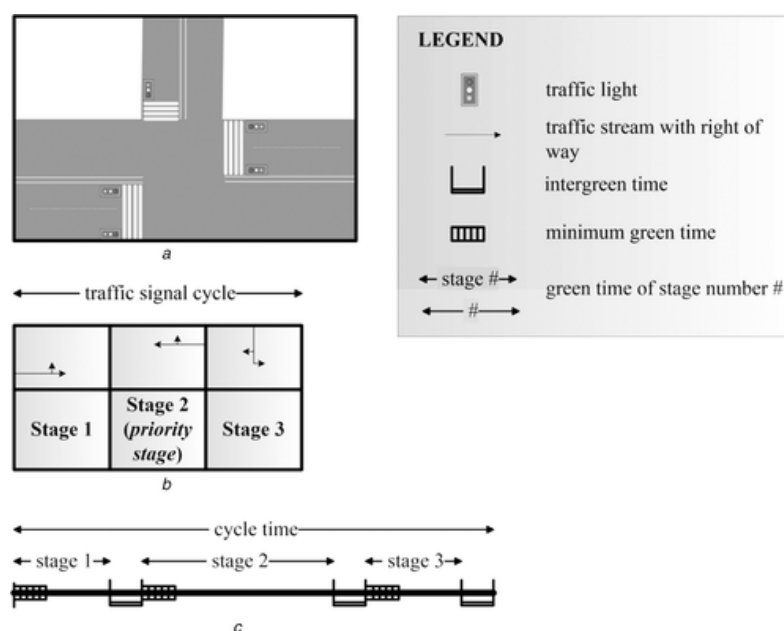 a
traffic signal cycle
Stage 1
Stage 2
(priority
stage)
Stage 3
b
cycle time
stage 1
stage 2
stage 3
c
LEGEND
traffic light
traffic stream with right of
way
intergreen time
minimum green time
stage #
#
green time of stage number #